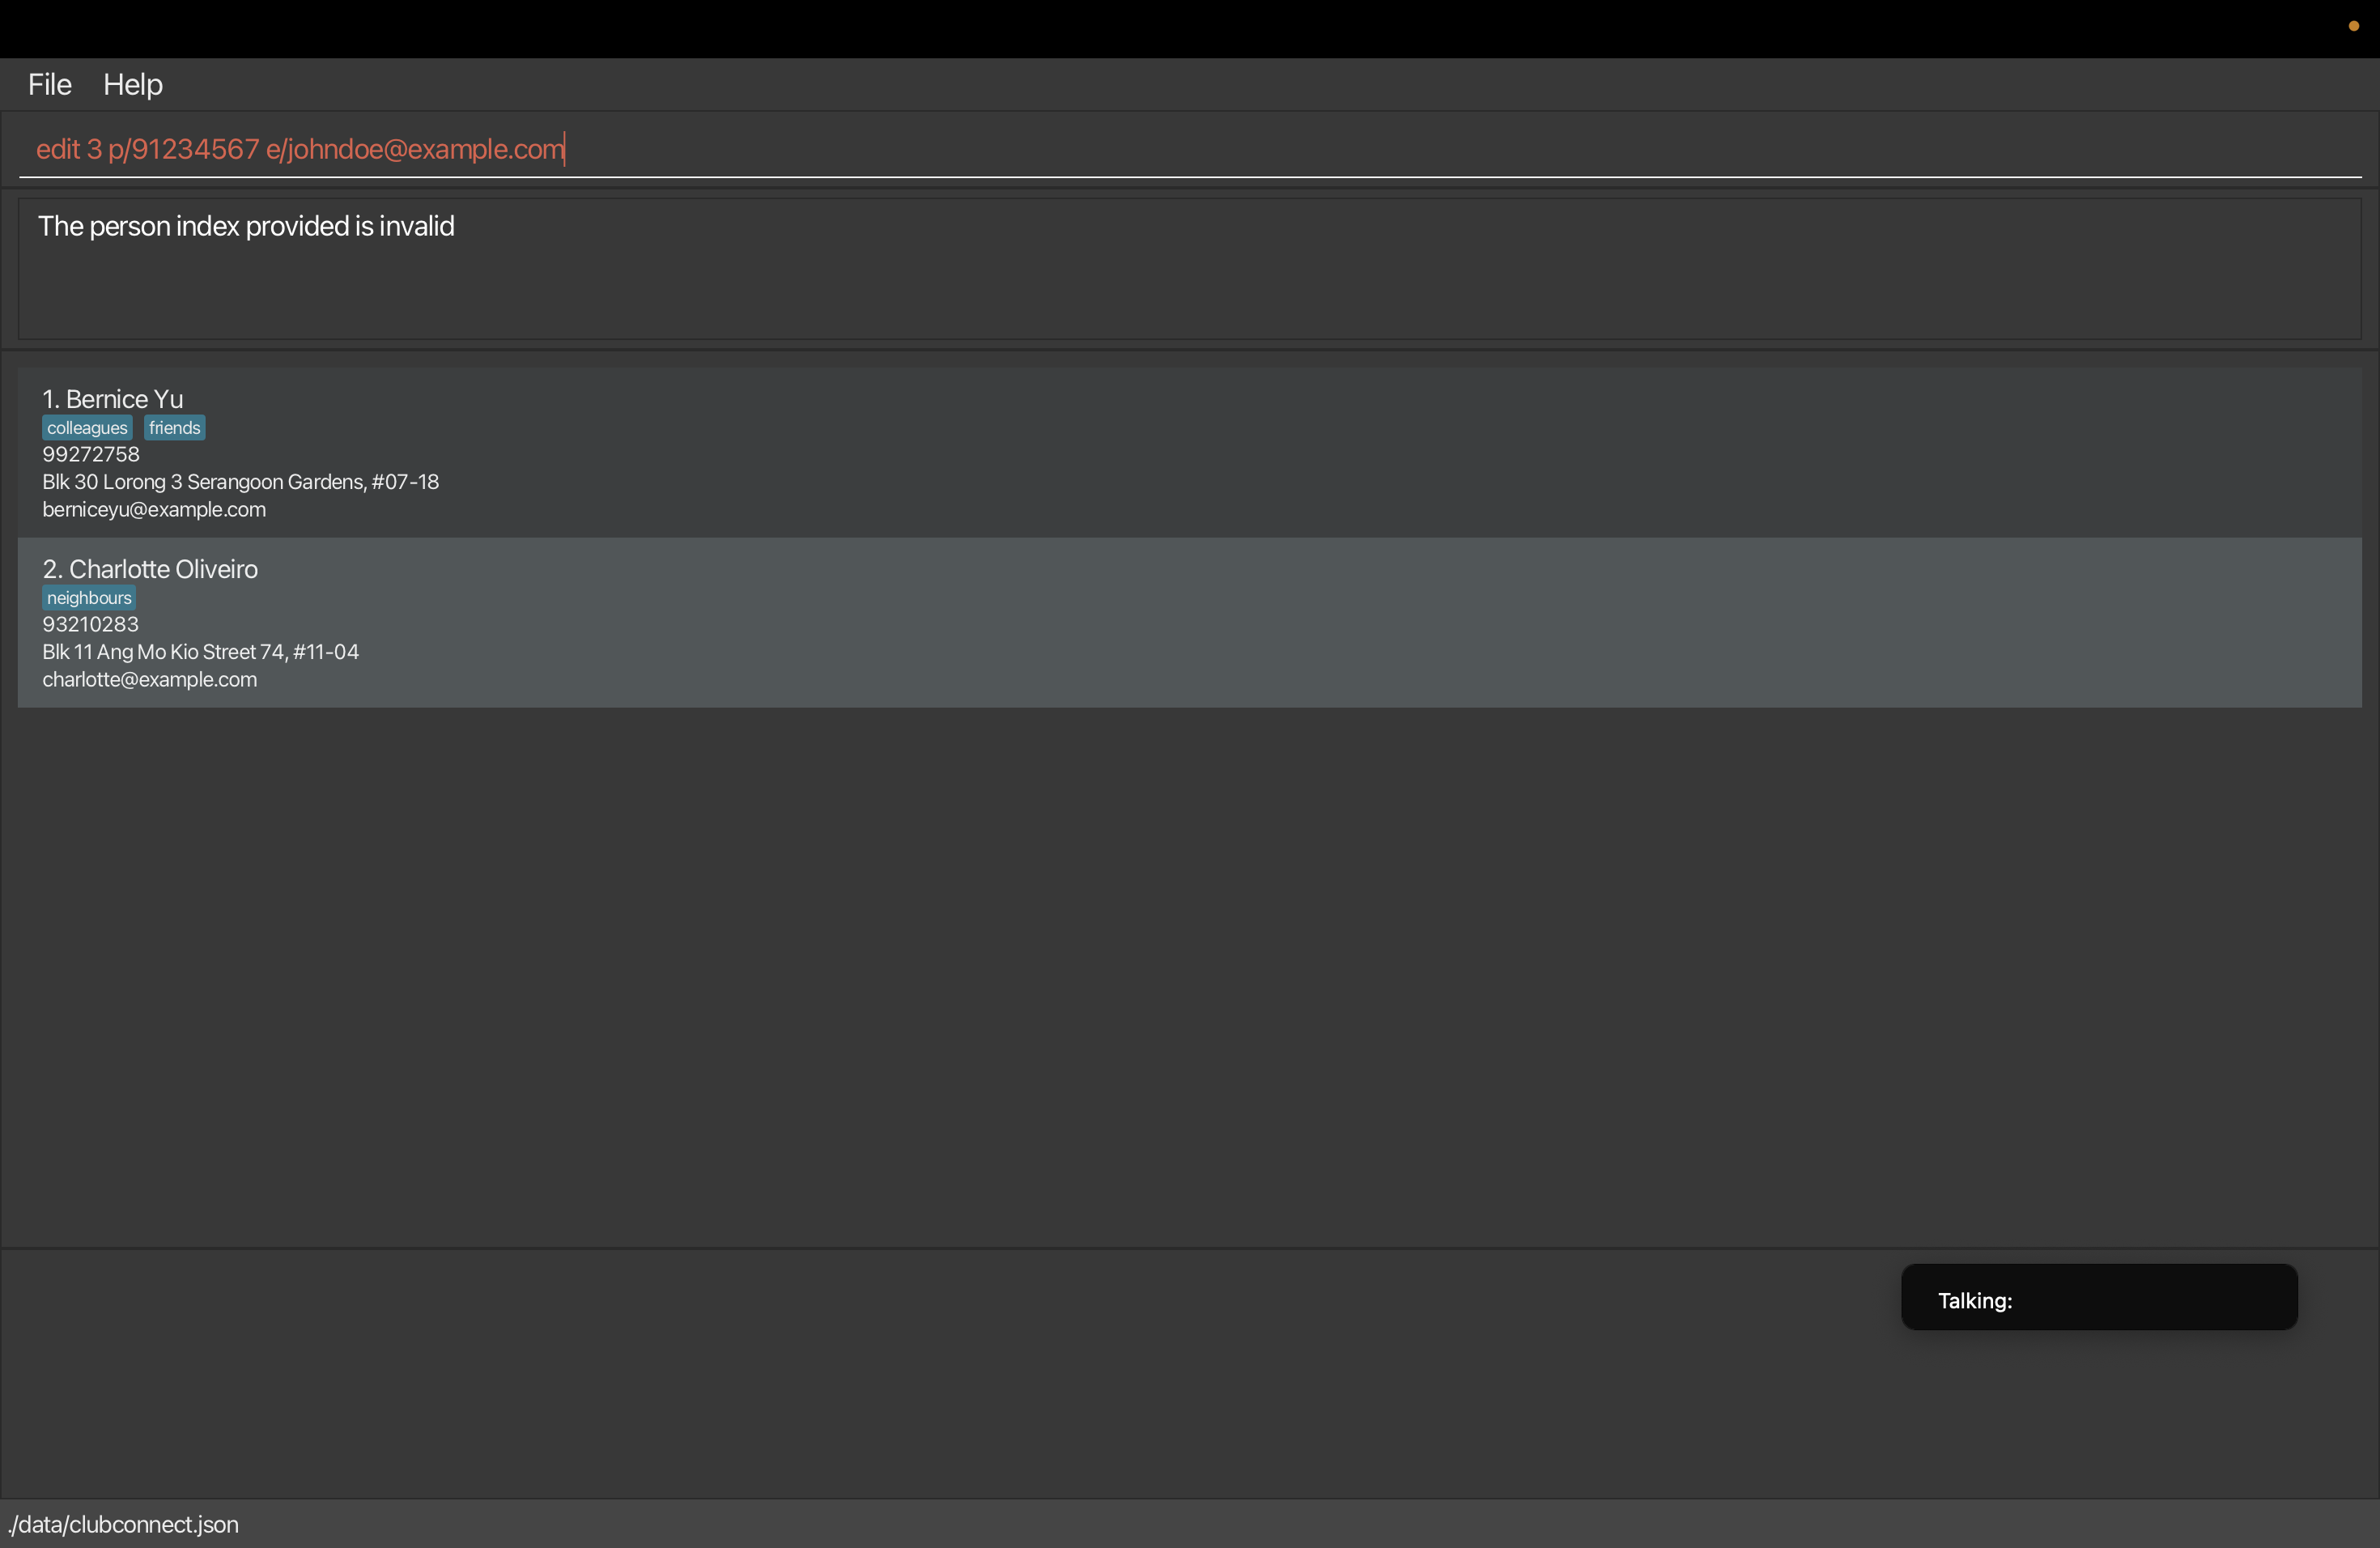 File Help
edit 3 p/91234567 e/johndoe@example.com
The person index provided is invalid
1. Bernice Yu
colleagues friends
99272758
Blk 30 Lorong 3 Serangoon Gardens, #07-18
berniceyu@example.com
2. Charlotte Oliveiro
neighbours
93210283
Blk 11 Ang Mo Kio Street 74, #11-04
charlotte@example.com
Talking:
./data/clubconnect.json